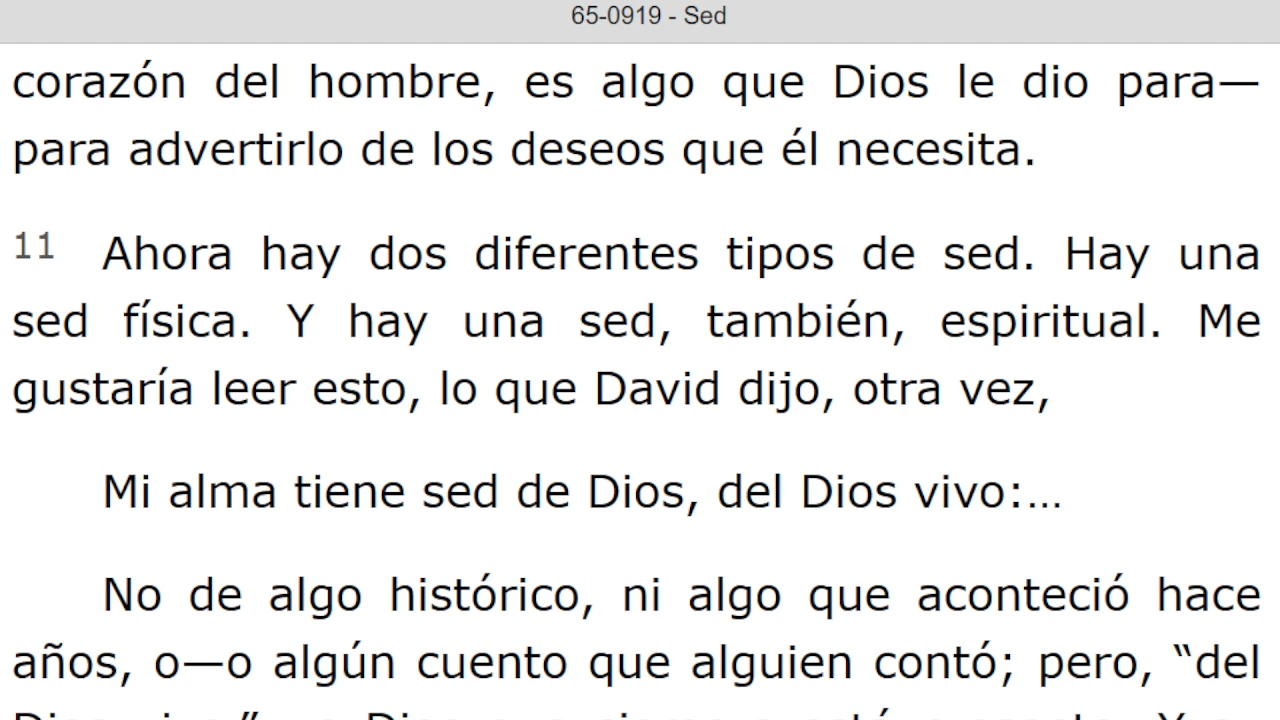 65-0919 - Sed
corazón del hombre, es algo que Dios le dio para—
para advertirlo de los deseos que él necesita.
11 Ahora hay dos diferentes tipos de sed. Hay una
sed física. Y hay una sed, también, espiritual. Me
gustaría leer esto, lo que David dijo, otra vez,
Mi alma tiene sed de Dios, del Dios vivo:…
No de algo histórico, ni algo que aconteció hace
años, o—o algún cuento que alguien contó; pero, “del